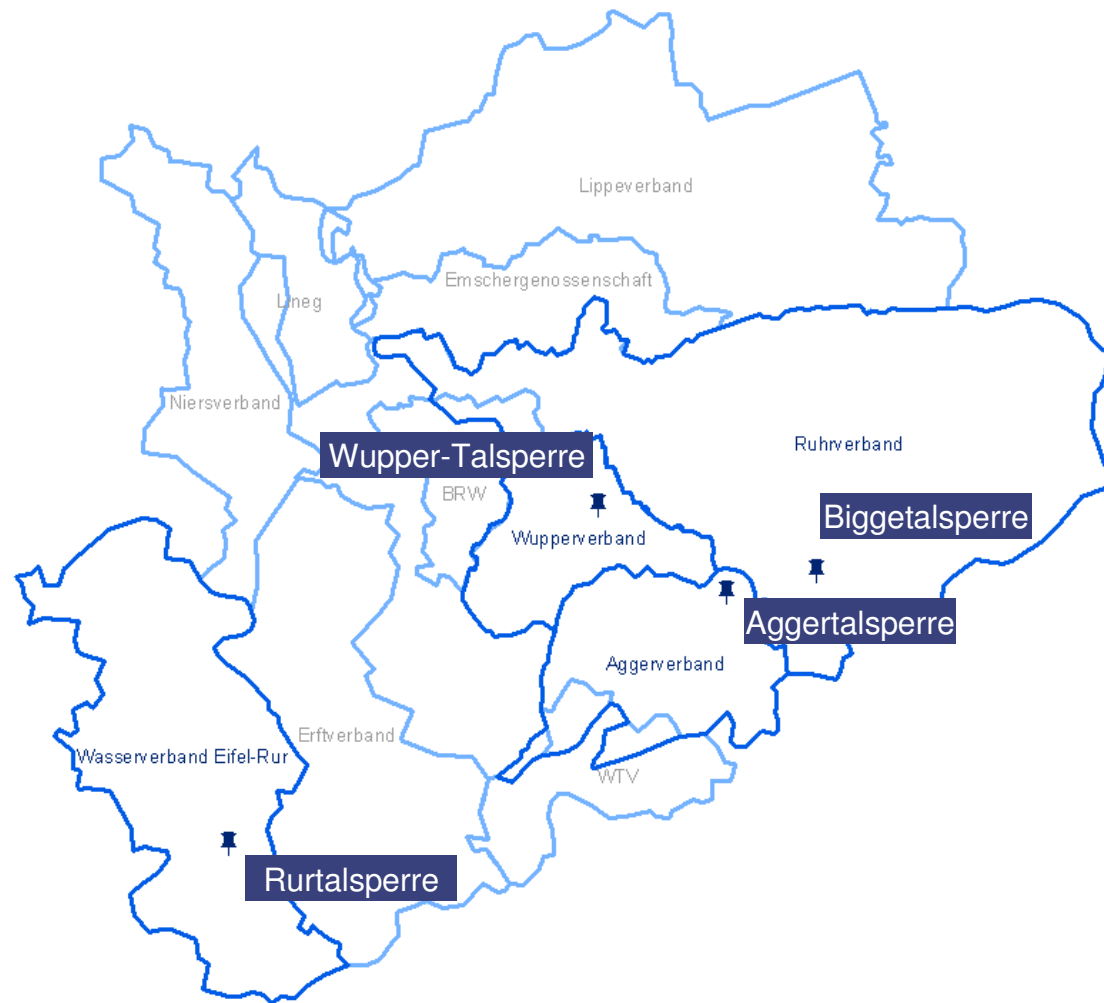 Lippeverband
Emschergenossenschaft
Lineg
Niersverband
Ruhrverband
Wupper-Talsperre
BRW
Biggetalsperre
Wupperverband
Aggertalsperre
Aggerverband
Erftverband
Wasserverband Eifel-Rur
WTV
Rurtalsperre